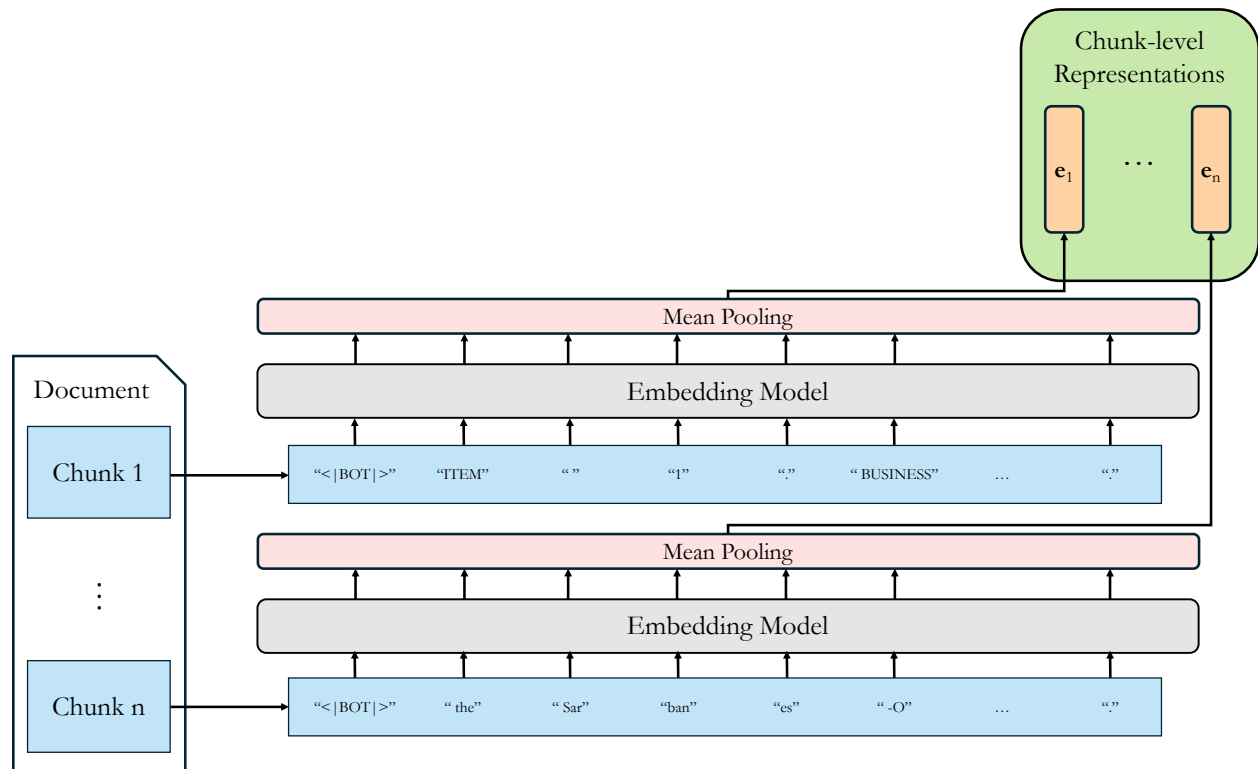 Chunk-level
Representations
e1 … en
Mean Pooling
Embedding Model
Document
Chunk 1
“<|BOT|>” “ITEM” “ ” “1” “.” “ BUSINESS” … “.”
Mean Pooling
Embedding Model
⋮
Chunk n
“<|BOT|>” “ the” “ Sar” “ban” “es” “ -O” … “.”